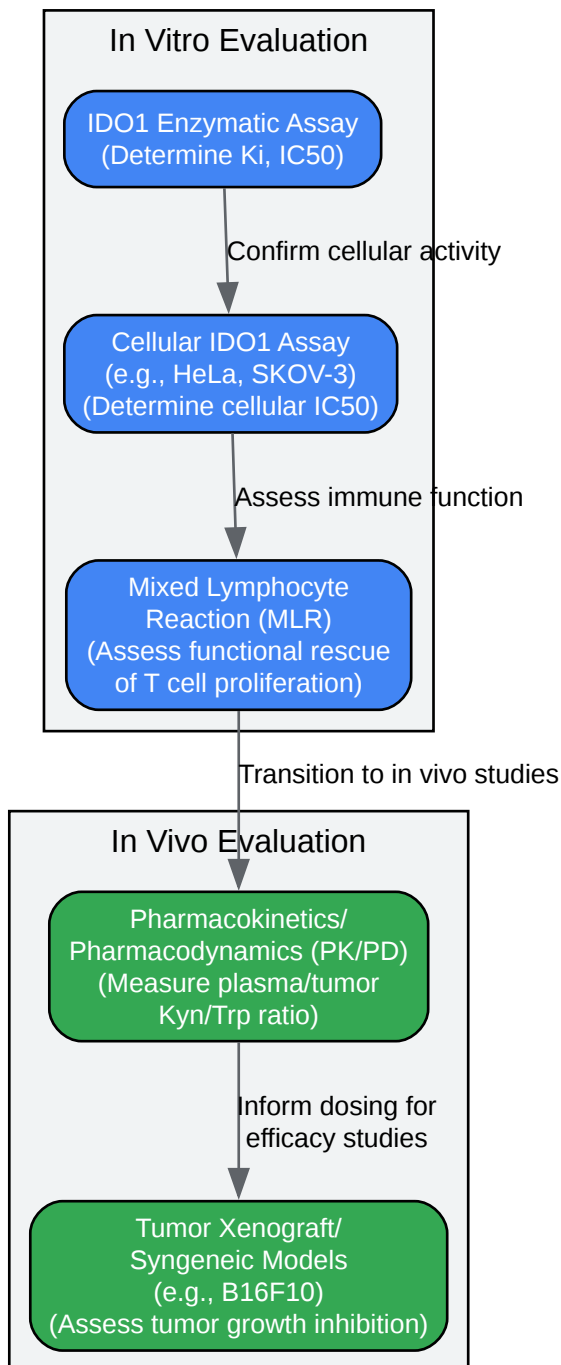 In Vitro Evaluation
IDO1 Enzymatic Assay
(Determine Ki, IC50)
Confirm cellular activity
Cellular IDO1 Assay
(e.g., HeLa, SKOV-3)
(Determine cellular IC50)
Assess immune function
Mixed Lymphocyte
Reaction (MLR)
(Assess functional rescue
of T cell proliferation)
Transition to in vivo studies
In Vivo Evaluation
Pharmacokinetics/
Pharmacodynamics (PK/PD)
(Measure plasma/tumor
Kyn/Trp ratio)
Inform dosing for
efficacy studies
Tumor Xenograft/
Syngeneic Models
(e.g., B16F10)
(Assess tumor growth inhibition)